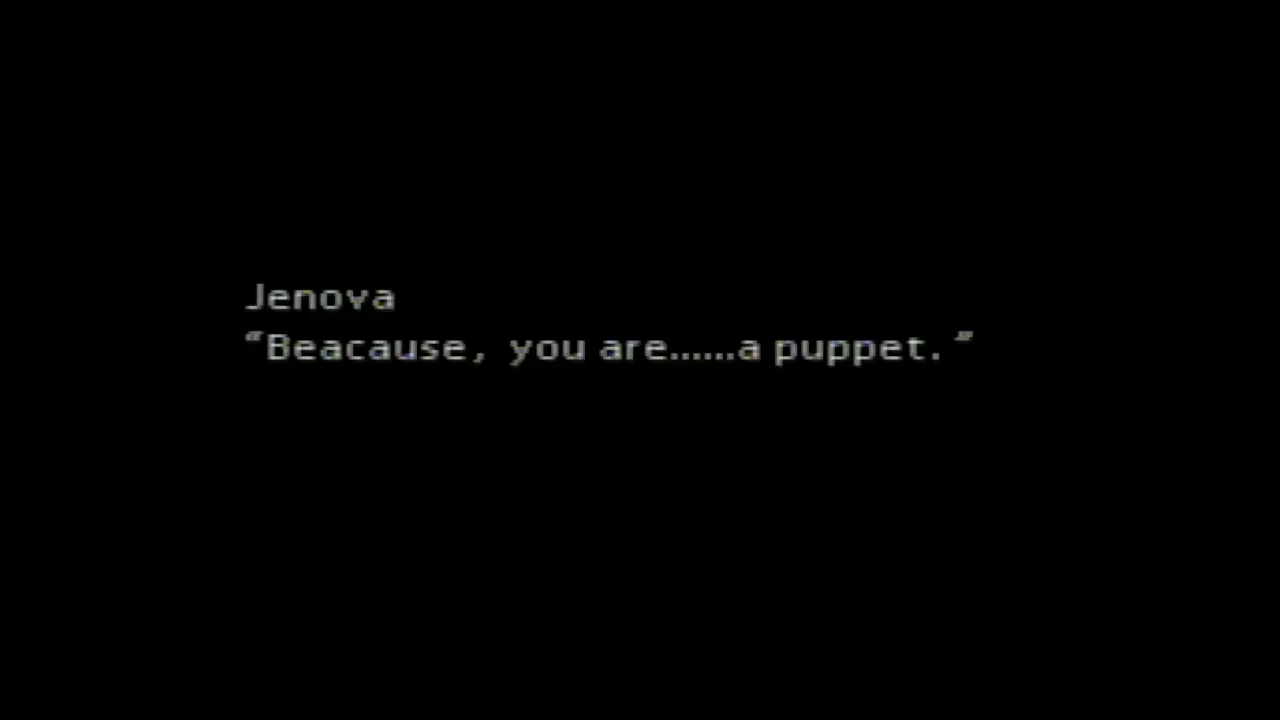 Jenova
“Beacause, you are......a puppet.”